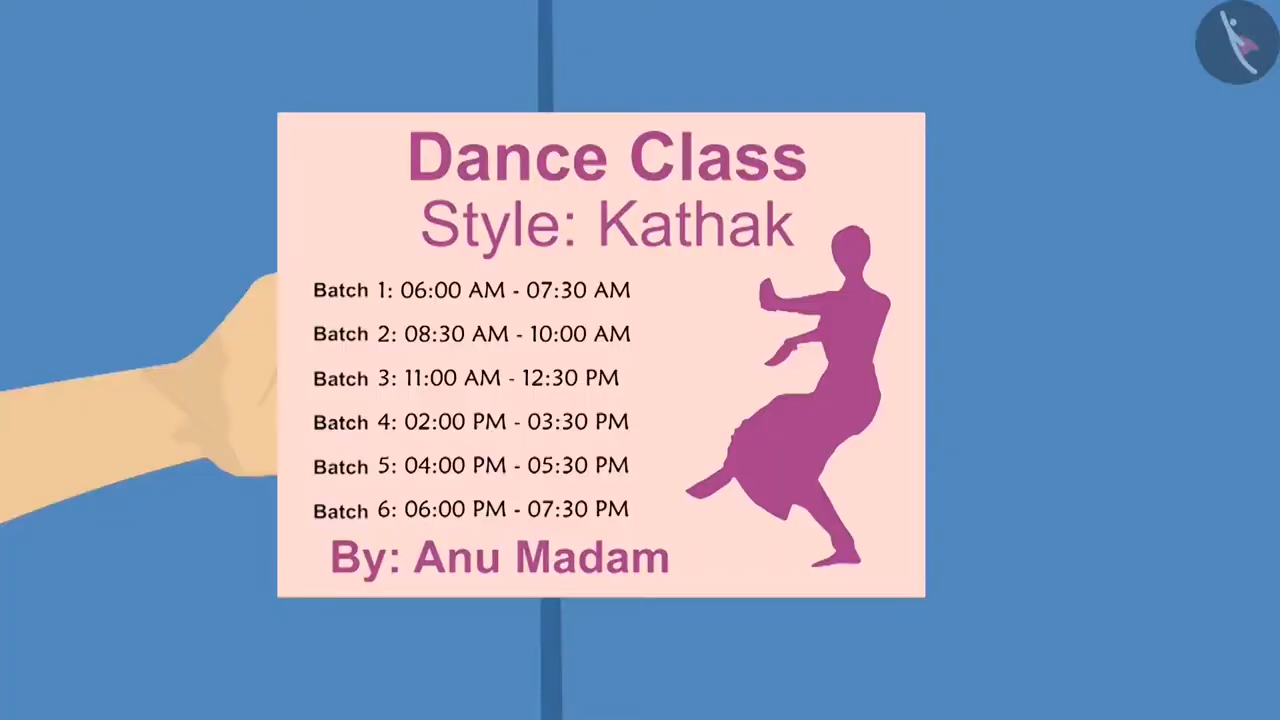 Dance Class
Style: Kathak
Batch 1: 06:00 AM - 07:30 AM
Batch 2: 08:30 AM - 10:00 AM
Batch 3: 11:00 AM - 12:30 PM
Batch 4: 02:00 PM - 03:30 PM
Batch 5: 04:00 PM - 05:30 PM
Batch 6: 06:00 PM - 07:30 PM
By: Anu Madam